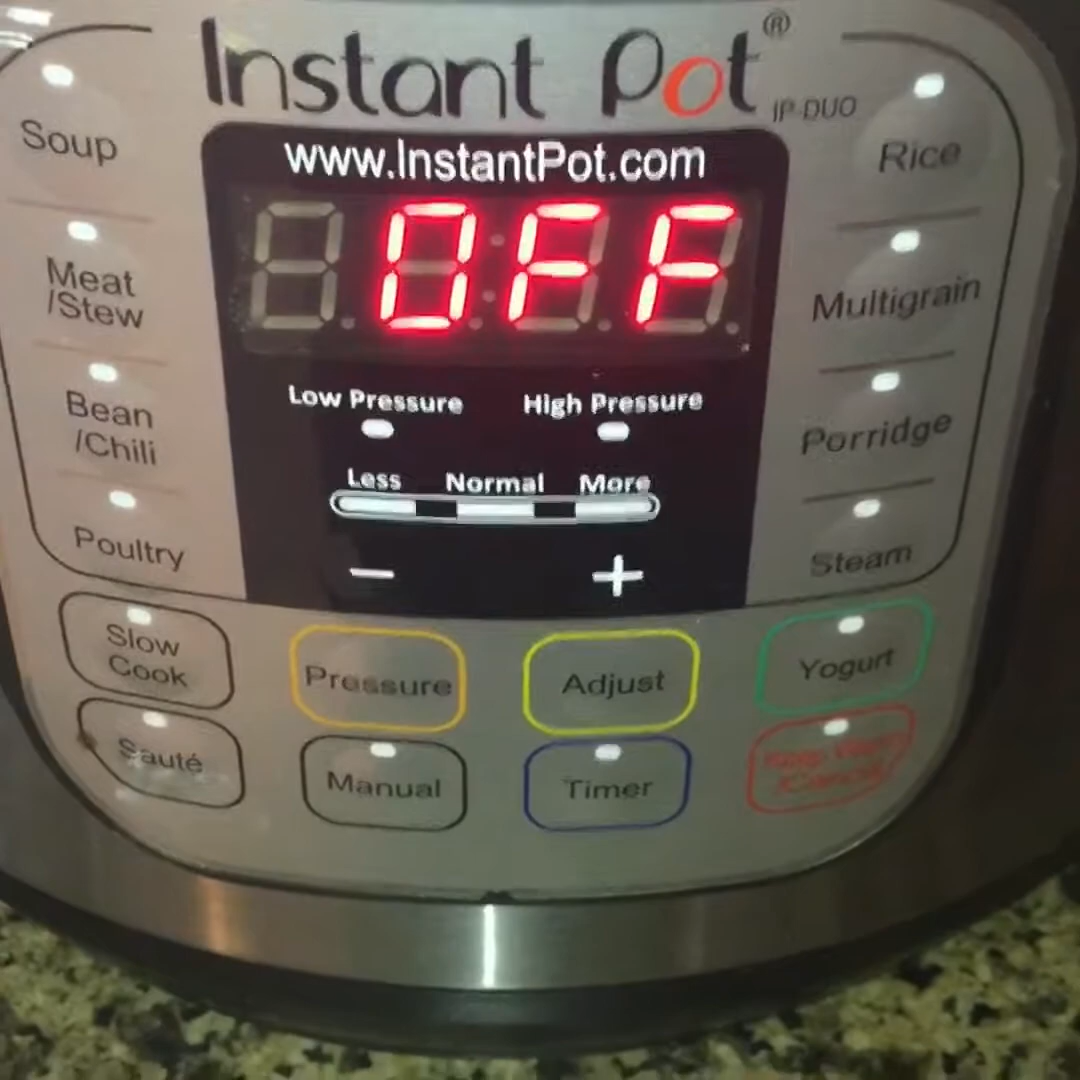 Instant Pot®
IP-DUO
www.InstantPot.com
OFF
Soup
Meat
/Stew
Bean
/Chili
Poultry
Low Pressure
High Pressure
Less Normal More
− +
Rice
Multigrain
Porridge
Steam
Slow
Cook
Pressure
Adjust
Yogurt
Sauté
Manual
Timer